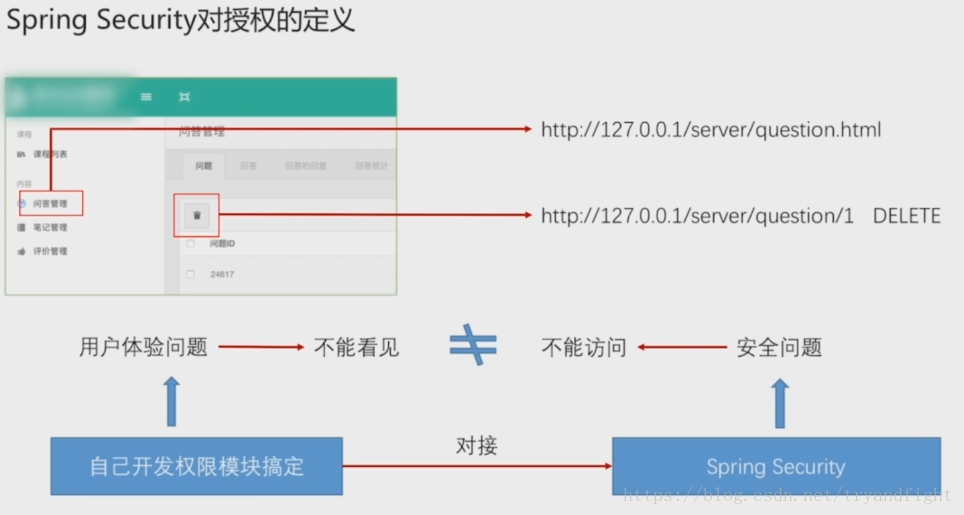 Spring Security对授权的定义
http://127.0.0.1/server/question.html
http://127.0.0.1/server/question/1 DELETE
课程
课程列表
内容
问答管理
笔记管理
评价管理
问答管理
问题 回答 回答的回复 回答统计
问题ID
24617
用户体验问题 不能看见 不能访问 安全问题
自己开发权限模块搞定 对接 Spring Security
https://blog.csdn.net/tryandfight